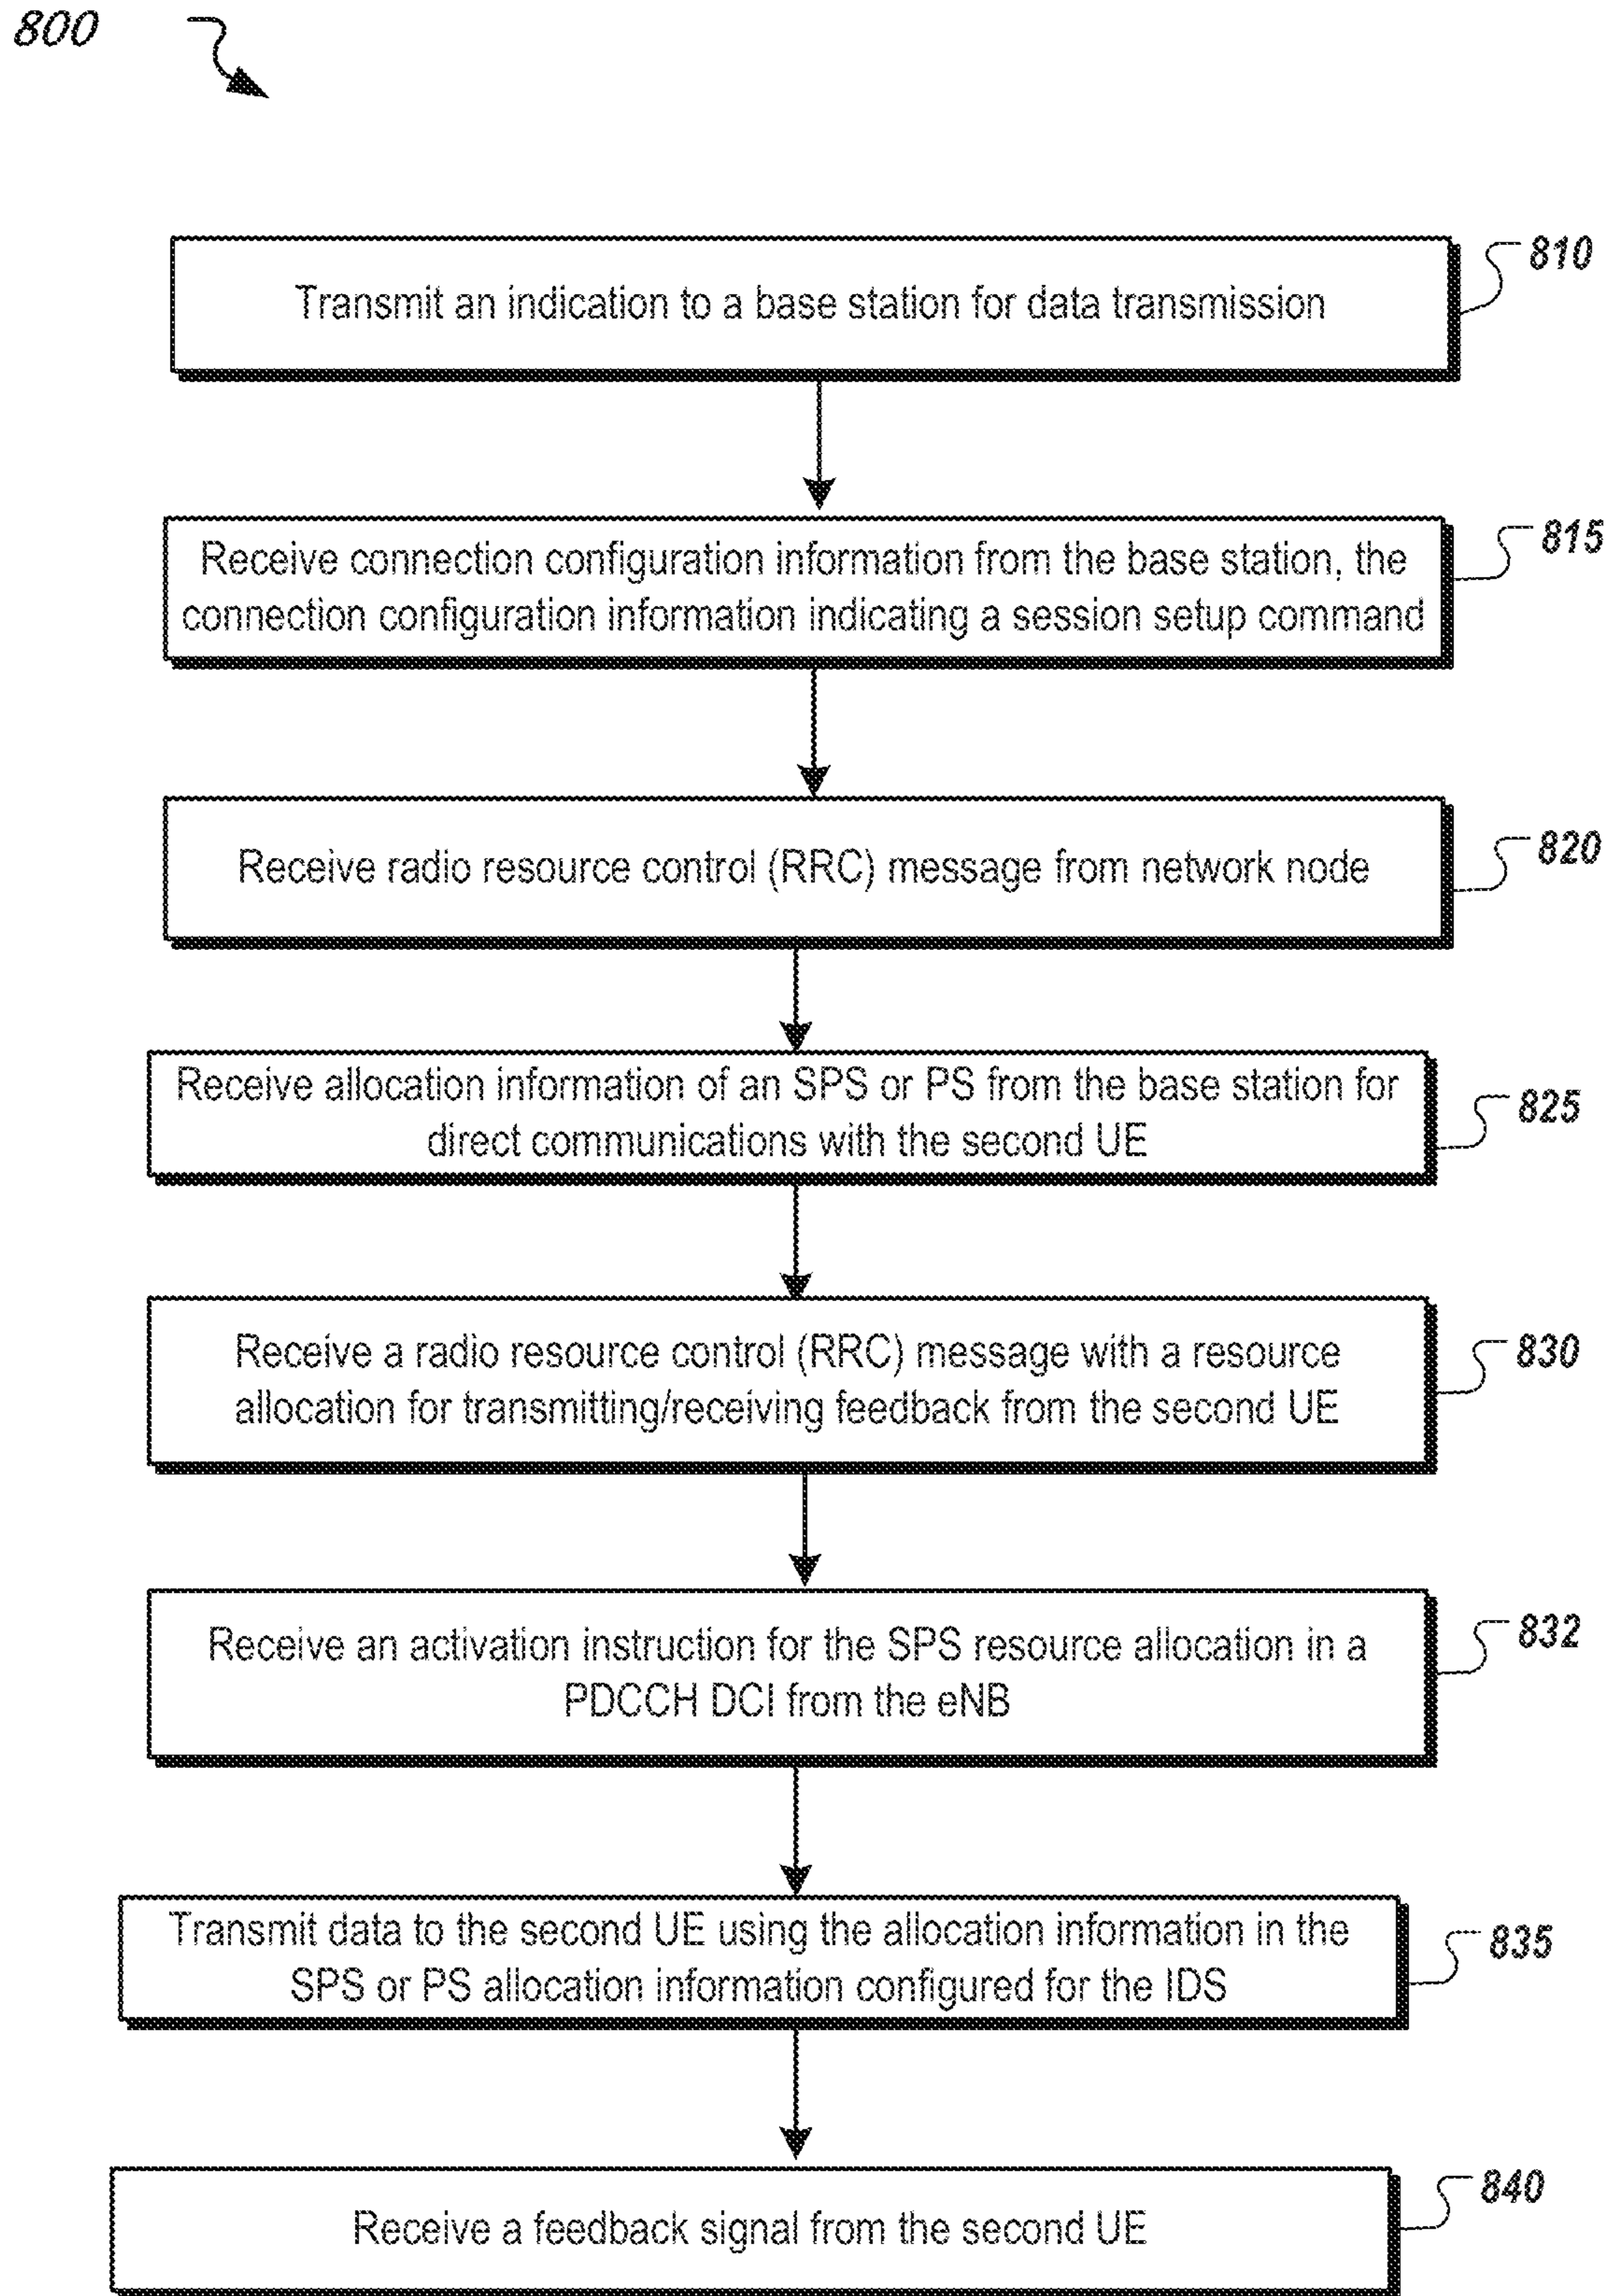 800
Transmit an indication to a base station for data transmission
810
Receive connection configuration information from the base station, the
connection configuration information indicating a session setup command
815
Receive radio resource control (RRC) message from network node
820
Receive allocation information of an SPS or PS from the base station for
direct communications with the second UE
825
Receive a radio resource control (RRC) message with a resource
allocation for transmitting/receiving feedback from the second UE
830
Receive an activation instruction for the SPS resource allocation in a
PDCCH DCI from the eNB
832
Transmit data to the second UE using the allocation information in the
SPS or PS allocation information configured for the IDS
835
Receive a feedback signal from the second UE
840